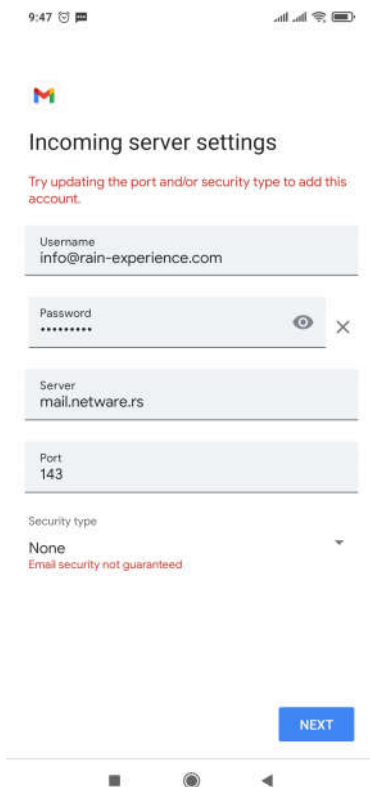 9:47
Incoming server settings
Try updating the port and/or security type to add this
account.
Username
info@rain-experience.com
Password
•••••••••
Server
mail.netware.rs
Port
143
Security type
None
Email security not guaranteed
NEXT